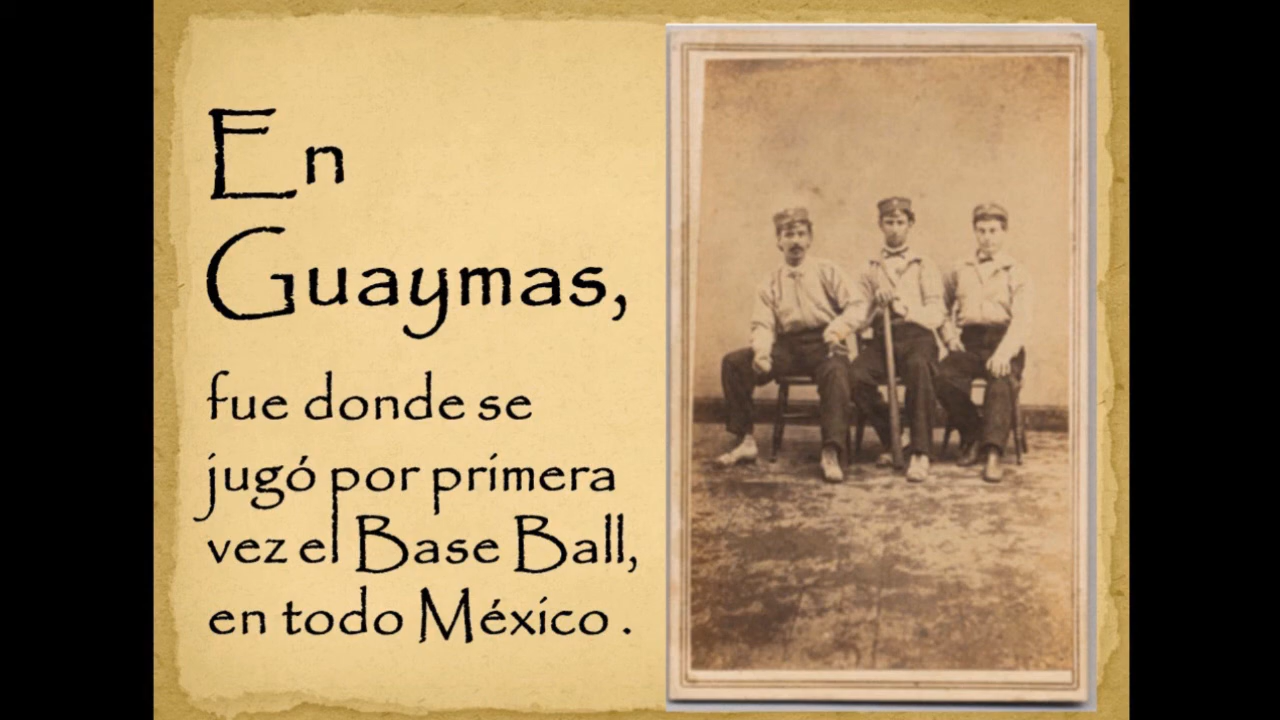 En
Guaymas,
fue donde se
jugó por primera
vez el Base Ball,
en todo México .